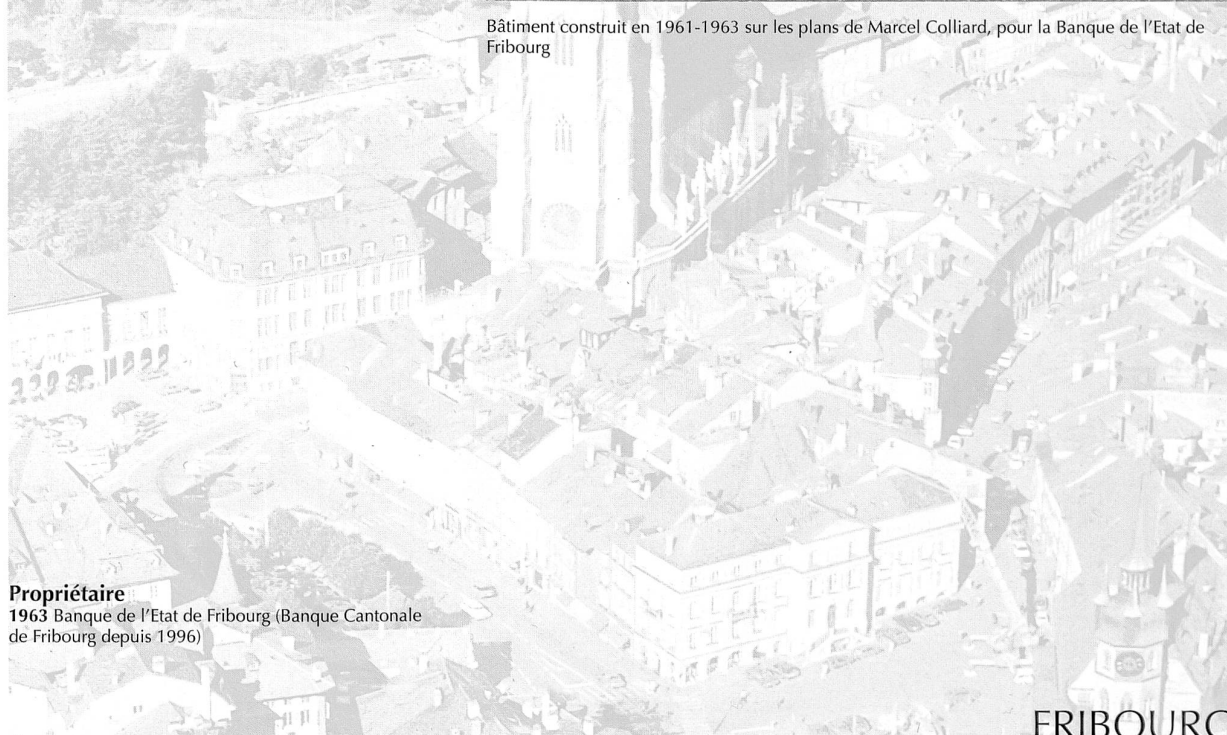 Bâtiment construit en 1961-1963 sur les plans de Marcel Colliard, pour la Banque de l'Etat de
Fribourg
Propriétaire
1963 Banque de l'Etat de Fribourg (Banque Cantonale
de Fribourg depuis 1996)
FRIBOURG